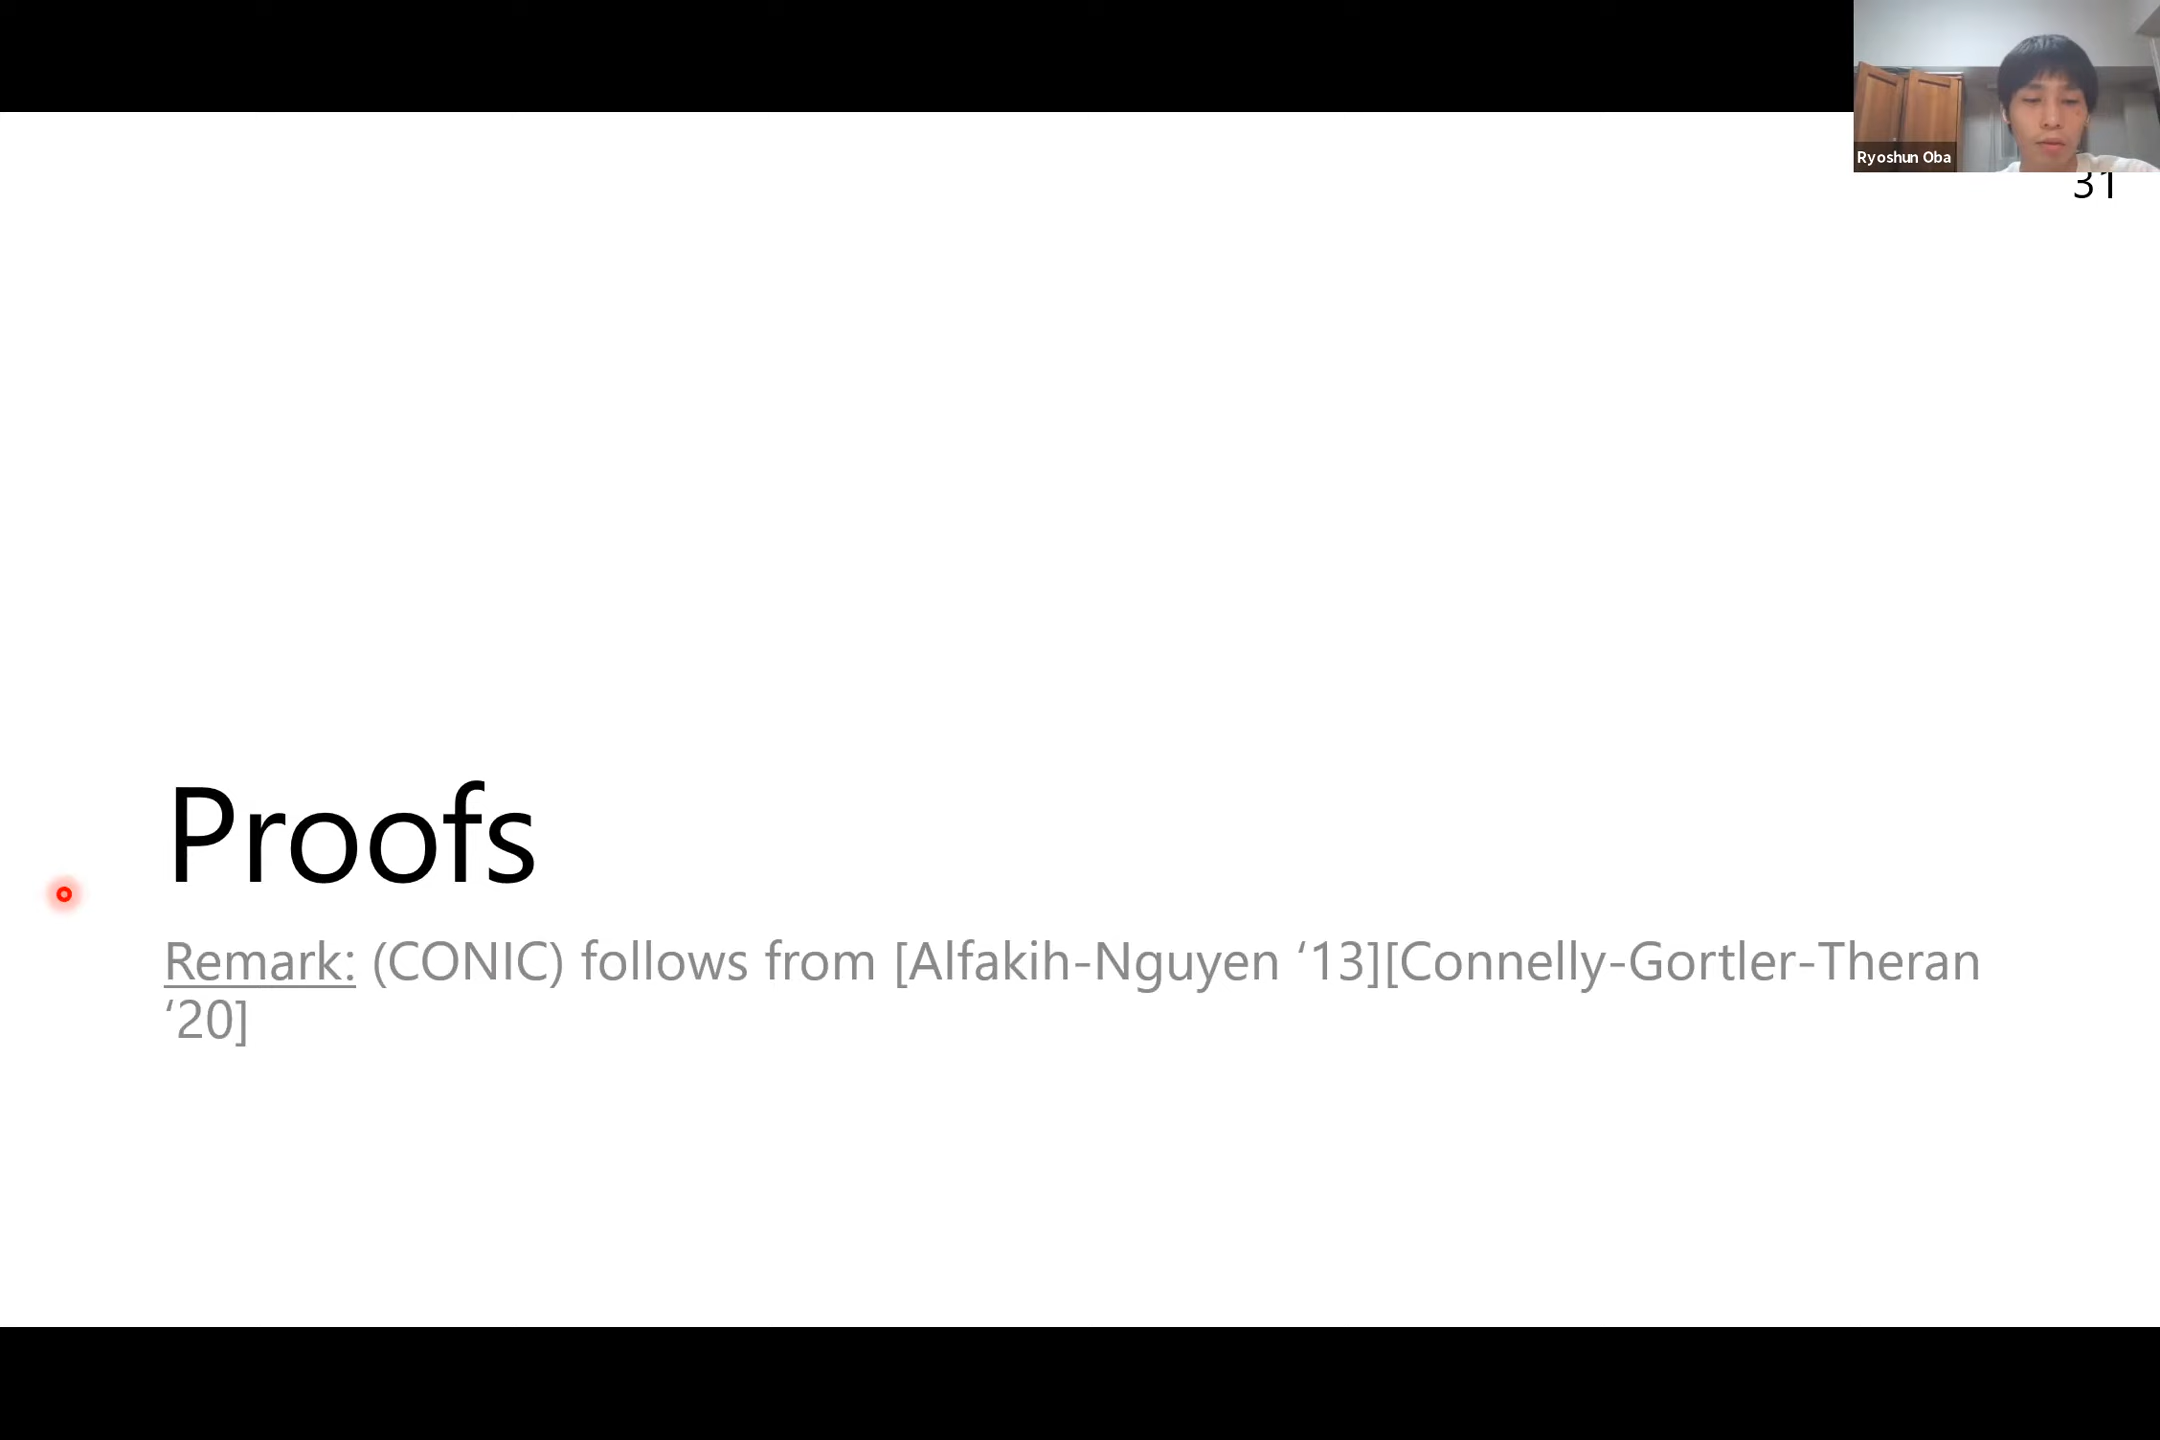 Ryoshun Oba
31
Proofs
Remark: (CONIC) follows from [Alfakih-Nguyen ‘13][Connelly-Gortler-Theran
‘20]